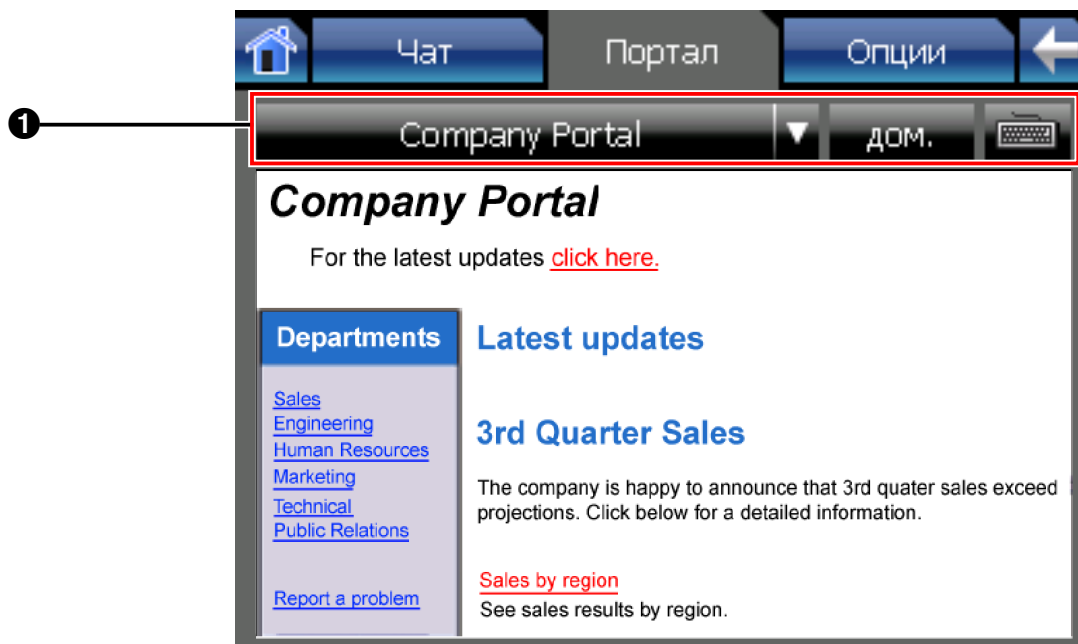 Чат Портал Опции
❶
Company Portal ▼ дом.
Company Portal
For the latest updates click here.
Departments
Sales
Engineering
Human Resources
Marketing
Technical
Public Relations
Report a problem
Latest updates
3rd Quarter Sales
The company is happy to announce that 3rd quater sales exceed
projections. Click below for a detailed information.
Sales by region
See sales results by region.